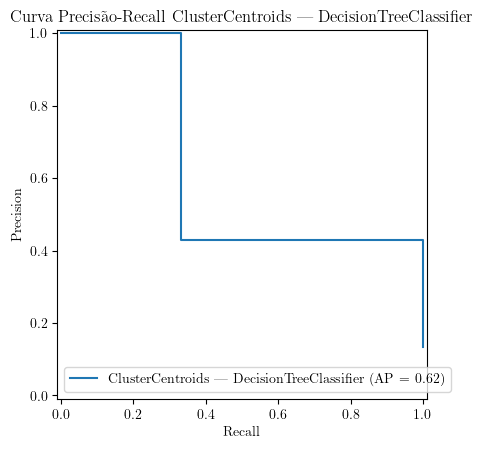 Curva Precisão-Recall ClusterCentroids — DecisionTreeClassifier
1.0
0.8
0.6
0.4
0.2
0.0
Precision
ClusterCentroids — DecisionTreeClassifier (AP = 0.62)
0.0 0.2 0.4 0.6 0.8 1.0
Recall